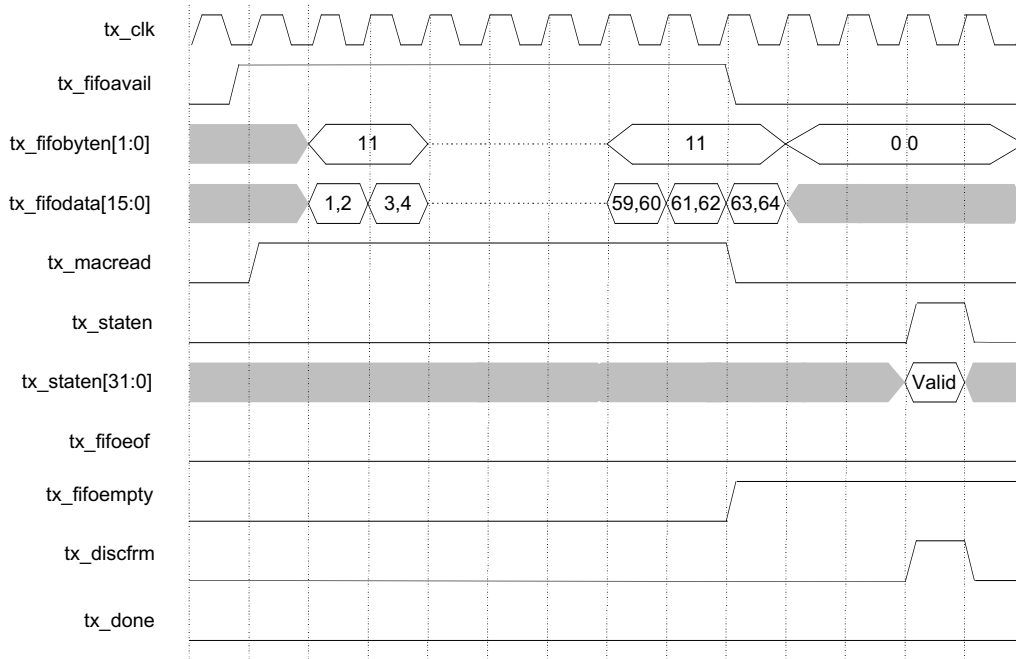 tx_clk
tx_fifoavail
tx_fifobyten[1:0] 11 11 0 0
tx_fifodata[15:0] 1,2 3,4 59,60 61,62 63,64
tx_macread
tx_staten
tx_staten[31:0] Valid
tx_fifoeof
tx_fifoempty
tx_discfrm
tx_done